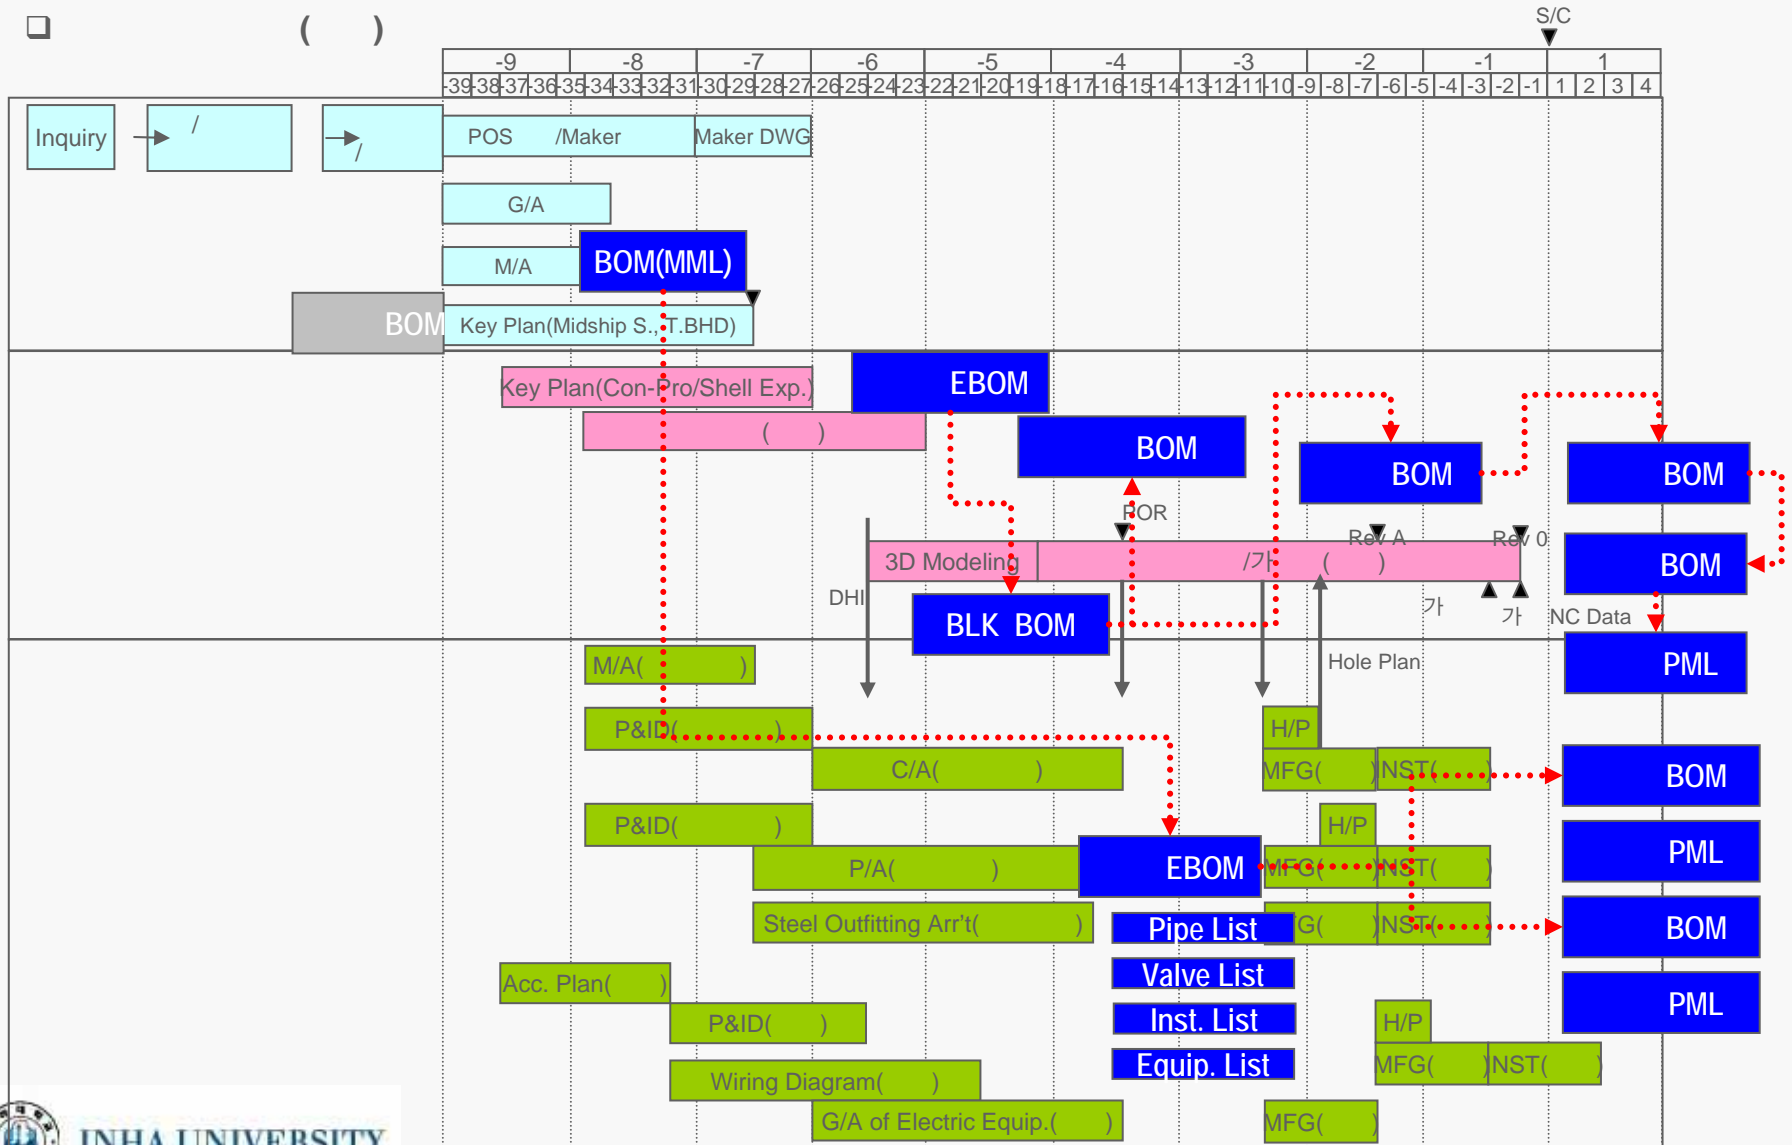 ❑ ( )
S/C
-9 -8 -7 -6 -5 -4 -3 -2 -1 1
-39 -38 -37 -36 -35 -34 -33 -32 -31 -30 -29 -28 -27 -26 -25 -24 -23 -22 -21 -20 -19 -18 -17 -16 -15 -14 -13 -12 -11 -10 -9 -8 -7 -6 -5 -4 -3 -2 -1 1 2 3 4
Inquiry / / POS /Maker Maker DWG
G/A
M/A BOM(MML)
BOM Key Plan(Midship S., T.BHD)
Key Plan(Con-Pro/Shell Exp.) EBOM
( ) BOM BOM BOM
POR
Rev A Rev 0
3D Modeling /가 ( ) BOM
DHI 가 가 NC Data
BLK BOM
M/A( ) Hole Plan PML
P&ID( ) H/P
C/A( ) MFG( ) NST( ) BOM
P&ID( ) H/P PML
P/A( ) EBOM MFG( ) NST( )
Steel Outfitting Arr't( ) Pipe List G( ) NST( ) BOM
Acc. Plan( ) Valve List
PML
P&ID( ) Inst. List H/P
Equip. List MFG( ) NST( )
Wiring Diagram( )
G/A of Electric Equip.( ) MFG( )
INHA UNIVERSITY